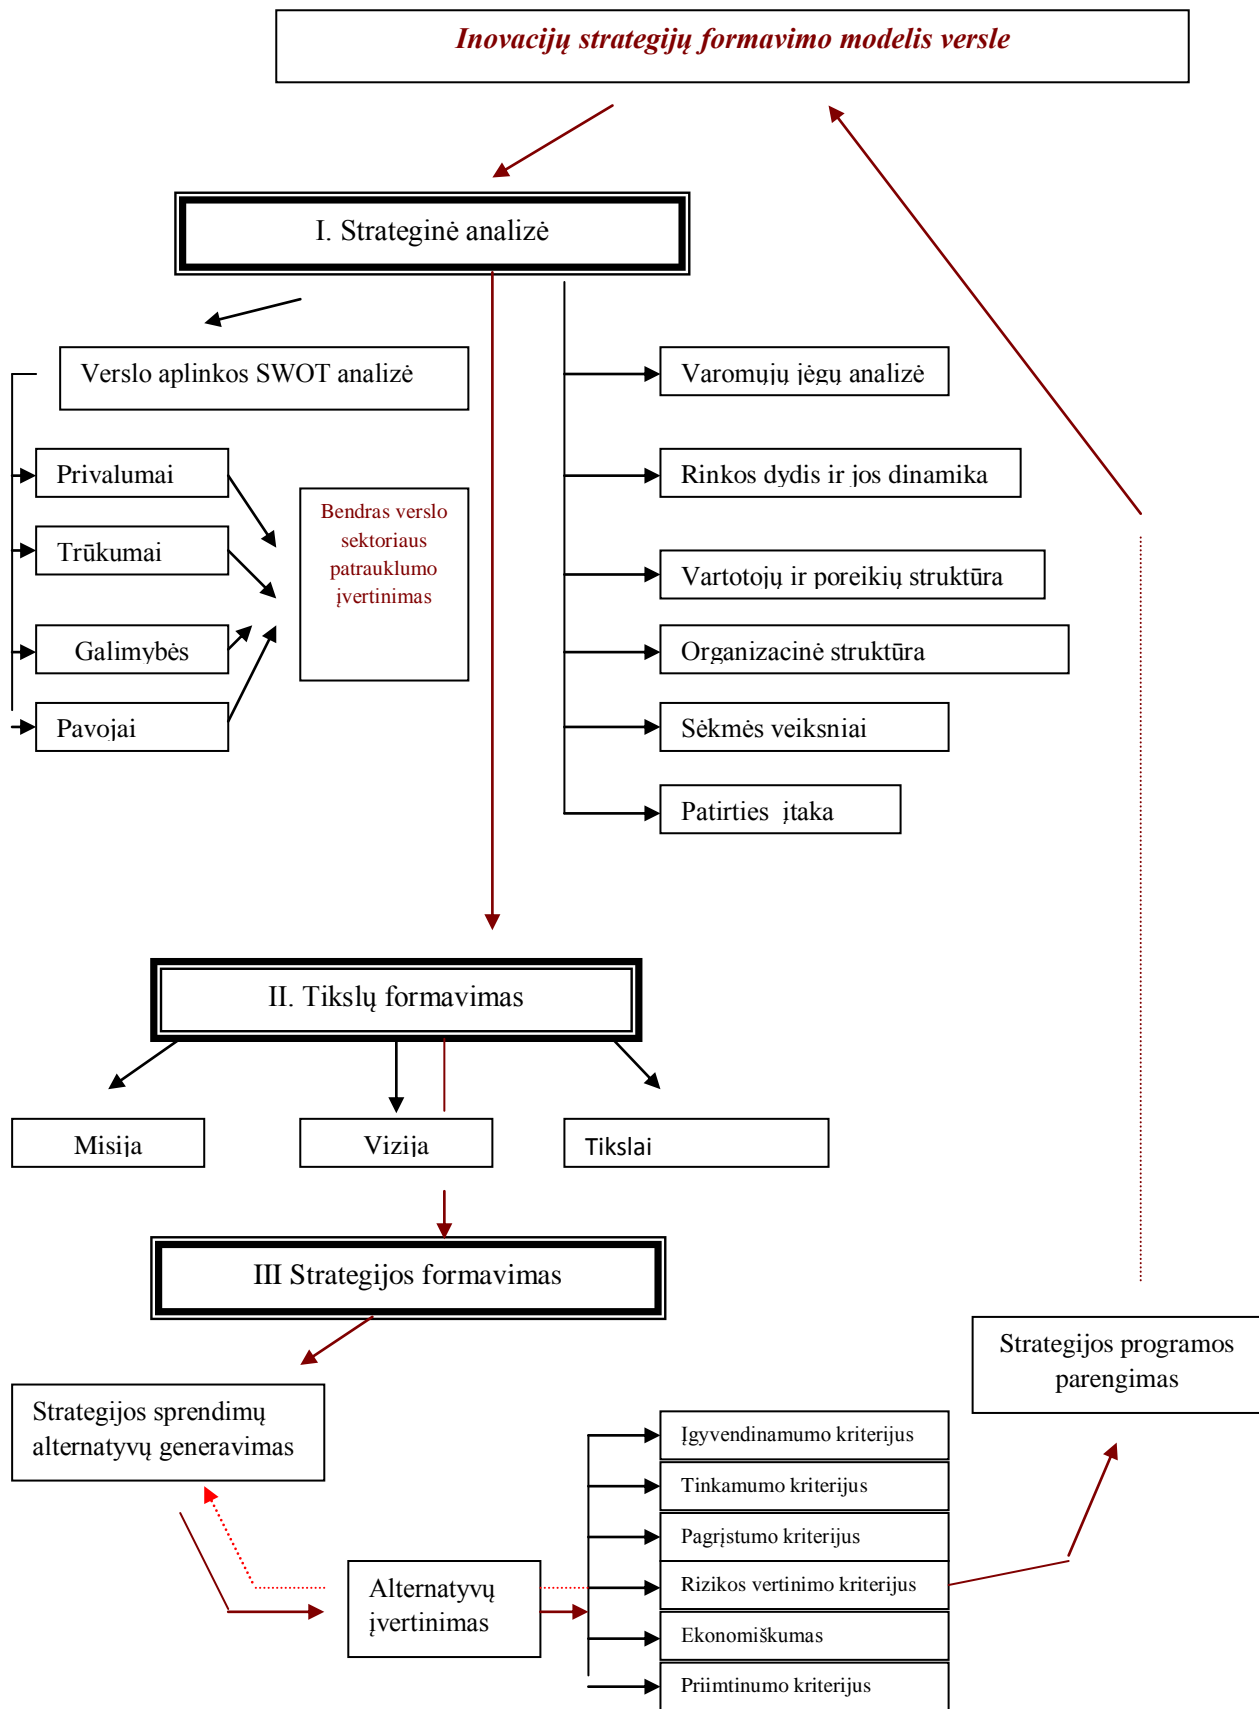 Inovacijų strategijų formavimo modelis versle
I. Strateginė analizė
Verslo aplinkos SWOT analizė
Privalumai
Trūkumai
Galimybės
Pavojai
Bendras verslo
sektoriaus
patrauklumo
įvertinimas
Varomųjų jėgų analizė
Rinkos dydis ir jos dinamika
Vartotojų ir poreikių struktūra
Organizacinė struktūra
Sėkmės veiksniai
Patirties įtaka
II. Tikslų formavimas
Misija
Vizija
Tikslai
III Strategijos formavimas
Strategijos sprendimų
alternatyvų generavimas
Alternatyvų
įvertinimas
Įgyvendinamumo kriterijus
Tinkamumo kriterijus
Pagrįstumo kriterijus
Rizikos vertinimo kriterijus
Ekonomiškumas
Priimtinumo kriterijus
Strategijos programos
parengimas